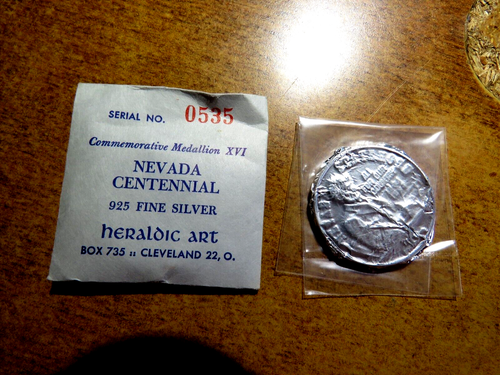 SERIAL NO. 0535
Commemorative Medallion XVI
NEVADA
CENTENNIAL
925 FINE SILVER
heraldic art
BOX 735 :: CLEVELAND 22, O.